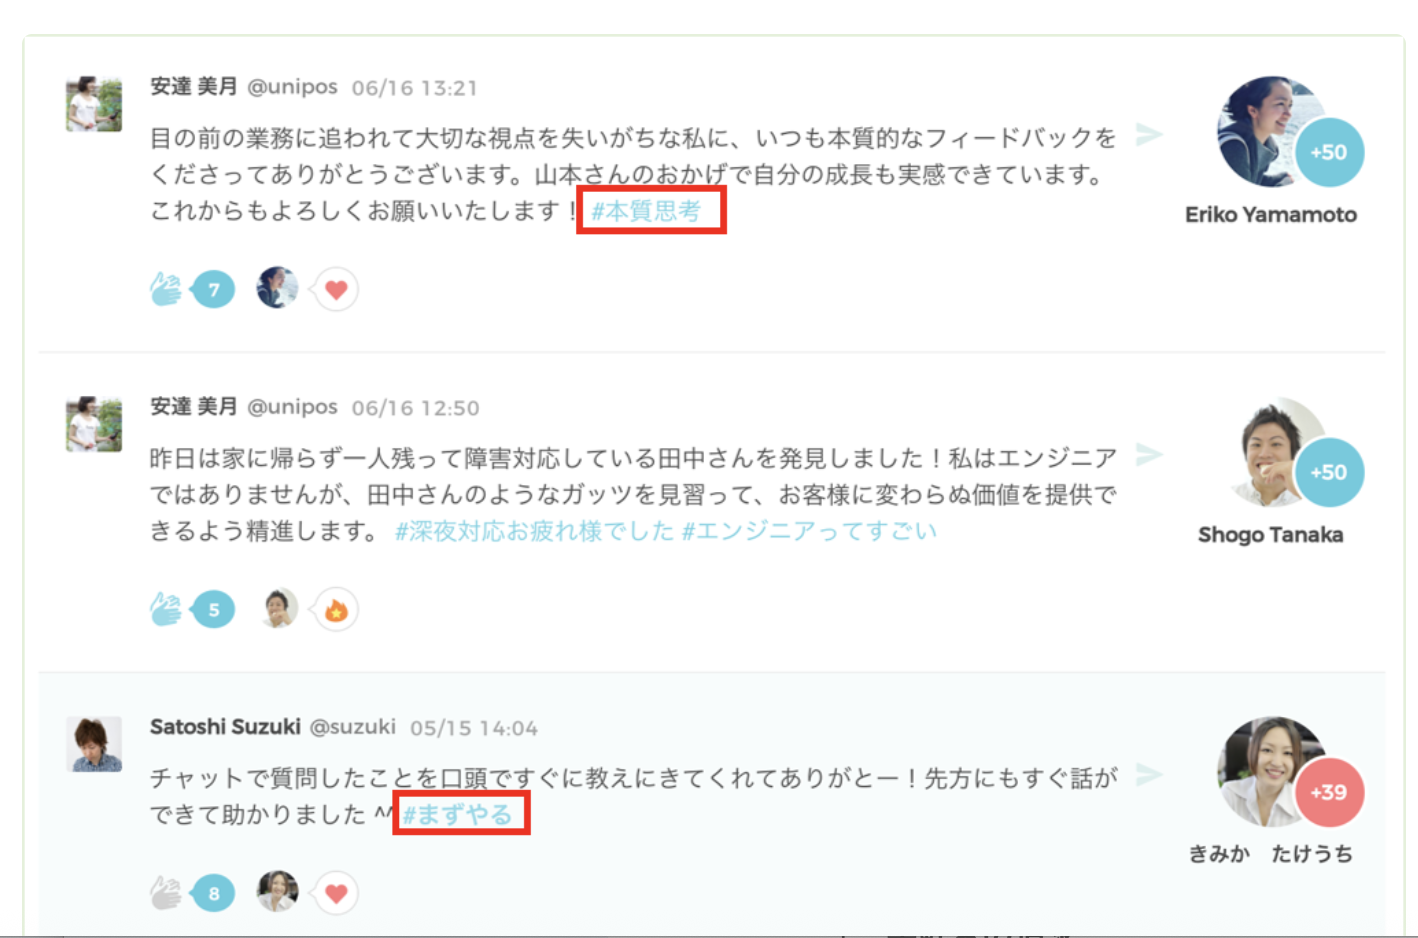 安達 美月 @unipos 06/16 13:21
目の前の業務に追われて大切な視点を失いがちな私に、いつも本質的なフィードバックを
くださってありがとうございます。山本さんのおかげで自分の成長も実感できています。
これからもよろしくお願いいたします！ #本質思考
+50
Eriko Yamamoto
7
安達 美月 @unipos 06/16 12:50
昨日は家に帰らず一人残って障害対応している田中さんを発見しました！私はエンジニア
ではありませんが、田中さんのようなガッツを見習って、お客様に変わらぬ価値を提供で
きるよう精進します。 #深夜対応お疲れ様でした #エンジニアってすごい
+50
Shogo Tanaka
5
Satoshi Suzuki @suzuki 05/15 14:04
チャットで質問したことを口頭ですぐに教えにきてくれてありがとー！先方にもすぐ話が
できて助かりました ^^ #まずやる
+39
きみか　たけうち
8